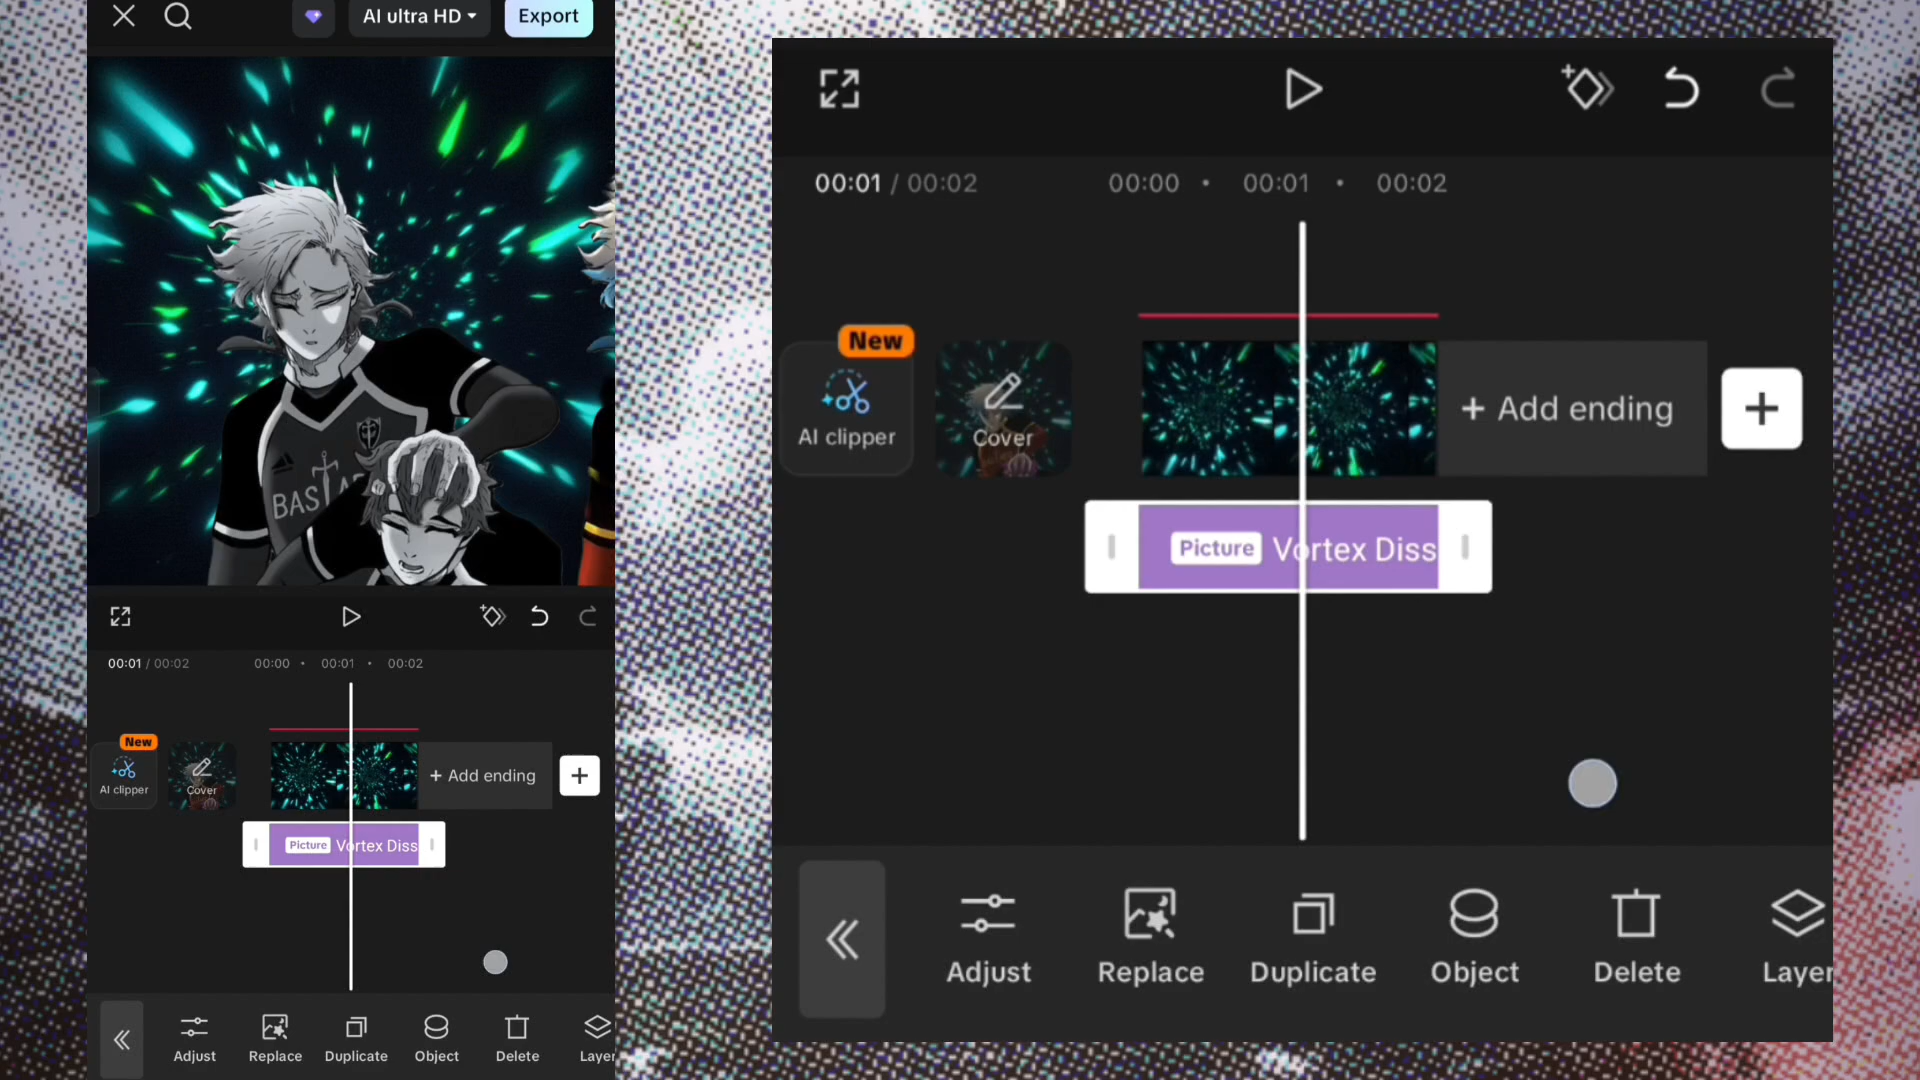 AI ultra HD
Export
BASTAR
00:01 / 00:02
00:00 • 00:01 • 00:02
New
AI clipper
Cover
+ Add ending
Picture
Vortex Diss
Adjust
Replace
Duplicate
Object
Delete
Layer
00:01 / 00:02
00:00 • 00:01 • 00:02
New
AI clipper
Cover
+ Add ending
Picture
Vortex Diss
Adjust
Replace
Duplicate
Object
Delete
Layer